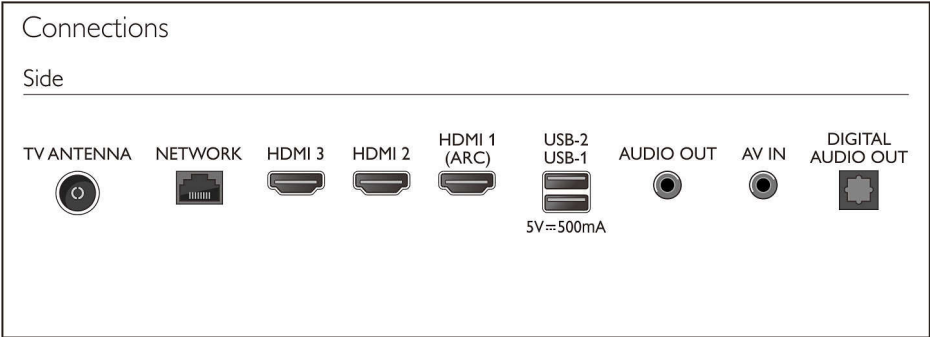 Connections
Side
TV ANTENNA
NETWORK
HDMI 3
HDMI 2
HDMI 1
(ARC)
USB-2
USB-1
5V⎓500mA
AUDIO OUT
AV IN
DIGITAL
AUDIO OUT